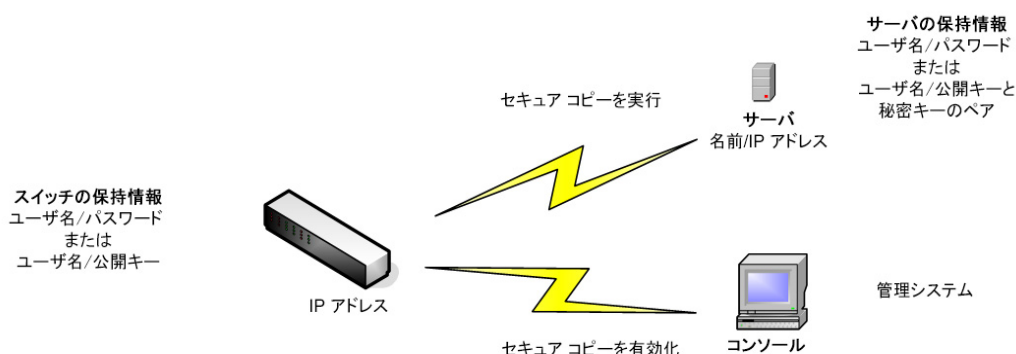 サーバの保持情報
ユーザ名/パスワード
または
ユーザ名/公開キーと
秘密キーのペア
セキュア コピーを実行
サーバ
名前/IP アドレス
スイッチの保持情報
ユーザ名/パスワード
または
ユーザ名/公開キー
IP アドレス
管理システム
セキュア コピーを有効化
コンソール